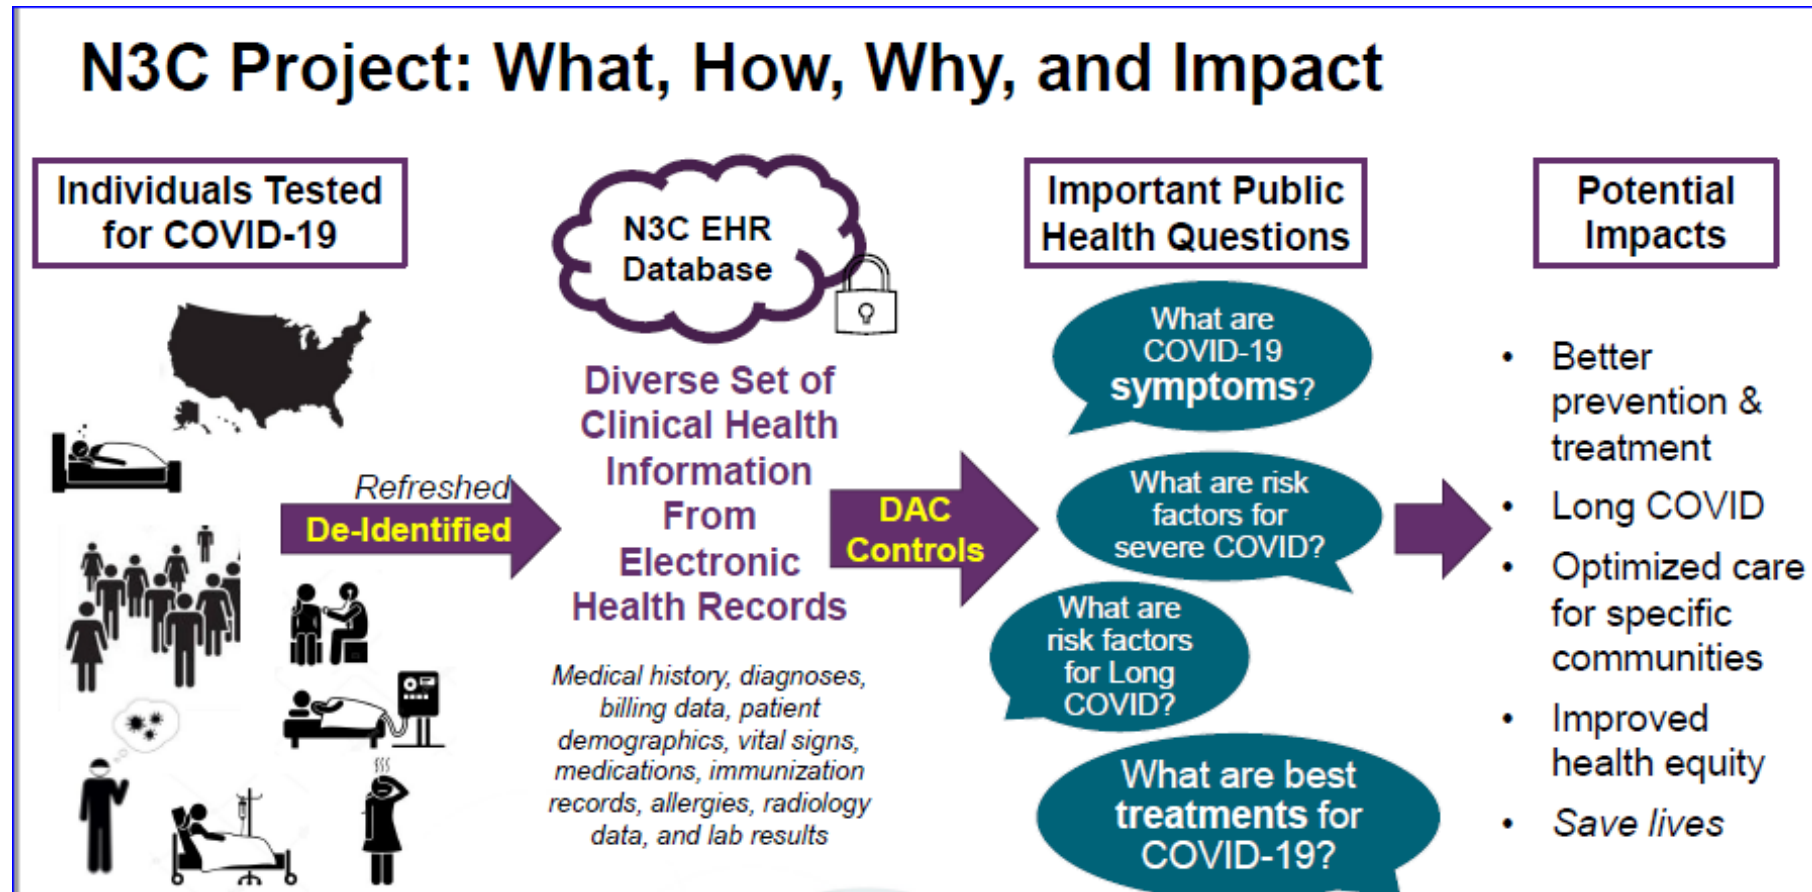 N3C Project: What, How, Why, and Impact
Individuals Tested
for COVID-19
Refreshed
De-Identified
N3C EHR
Database
Diverse Set of
Clinical Health
Information
From
Electronic
Health Records
Medical history, diagnoses,
billing data, patient
demographics, vital signs,
medications, immunization
records, allergies, radiology
data, and lab results
DAC
Controls
Important Public
Health Questions
What are
COVID-19
symptoms?
What are risk
factors for
severe COVID?
What are
risk factors
for Long
COVID?
What are best
treatments for
COVID-19?
Potential
Impacts
• Better
prevention &
treatment
• Long COVID
• Optimized care
for specific
communities
• Improved
health equity
• Save lives